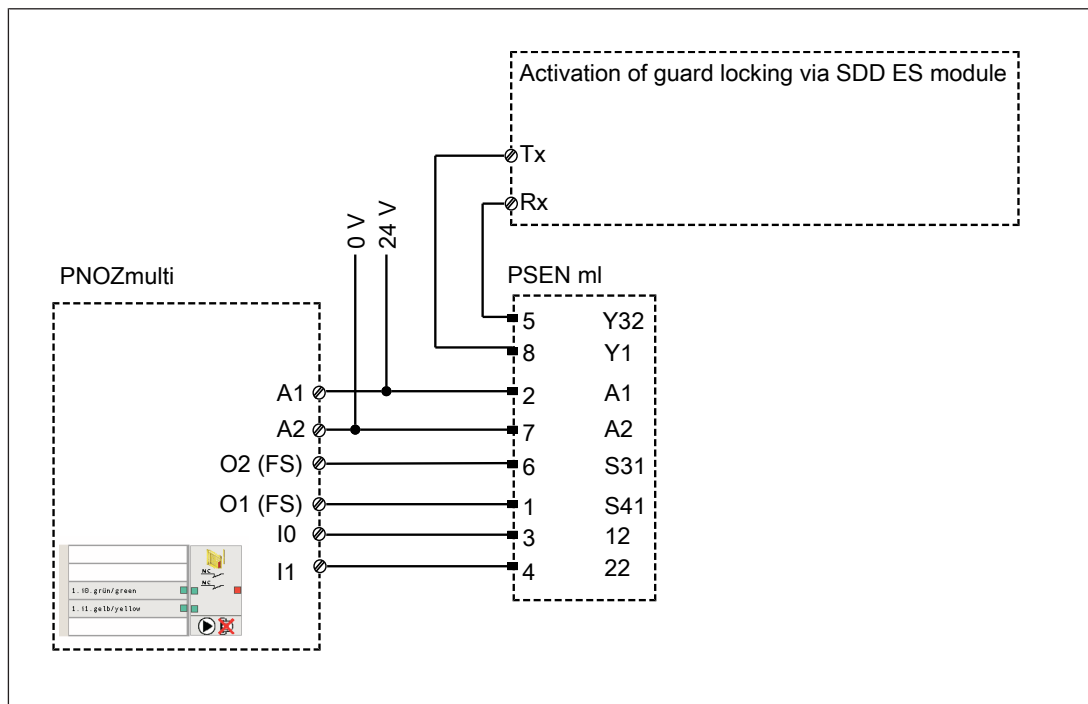 Activation of guard locking via SDD ES module
Tx
Rx
0 V
24 V
PNOZmulti
PSEN ml
5 Y32
8 Y1
A1 2 A1
A2 7 A2
O2 (FS) 6 S31
O1 (FS) 1 S41
I0 3 12
I1 4 22
NC
NC
1.I0.grün/green
1.I1.gelb/yellow